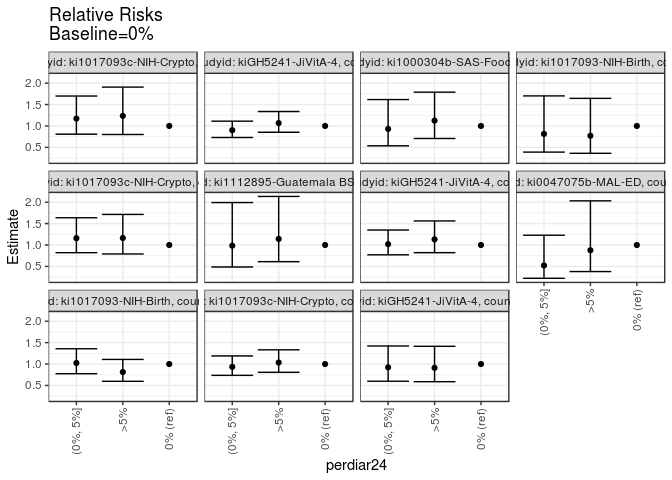 Relative Risks
Baseline=0%
yid: ki1017093c-NIH-Crypto,
udyid: kiGH5241-JiVitA-4, co
dyid: ki1000304b-SAS-Food
dyid: ki1017093-NIH-Birth, co
2.0
1.5
1.0
0.5
yid: ki1017093c-NIH-Crypto,
d: ki1112895-Guatemala BS
dyid: kiGH5241-JiVitA-4, co
d: ki0047075b-MAL-ED, cou
2.0
1.5
1.0
0.5
Estimate
d: ki1017093-NIH-Birth, coun
: ki1017093c-NIH-Crypto, co
yid: kiGH5241-JiVitA-4, coun
2.0
1.5
1.0
0.5
(0%, 5%]
>5%
0% (ref)
(0%, 5%]
>5%
0% (ref)
(0%, 5%]
>5%
0% (ref)
(0%, 5%]
>5%
0% (ref)
perdiar24